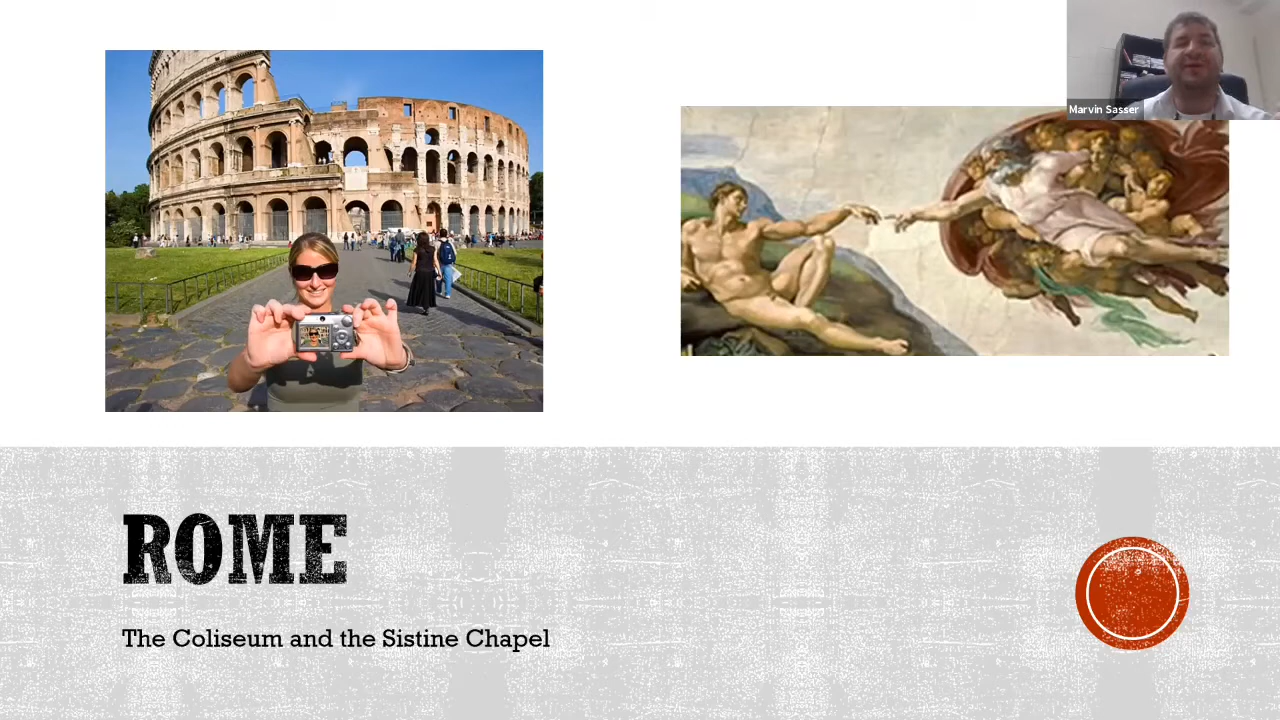 Marvin Sasser
ROME
The Coliseum and the Sistine Chapel